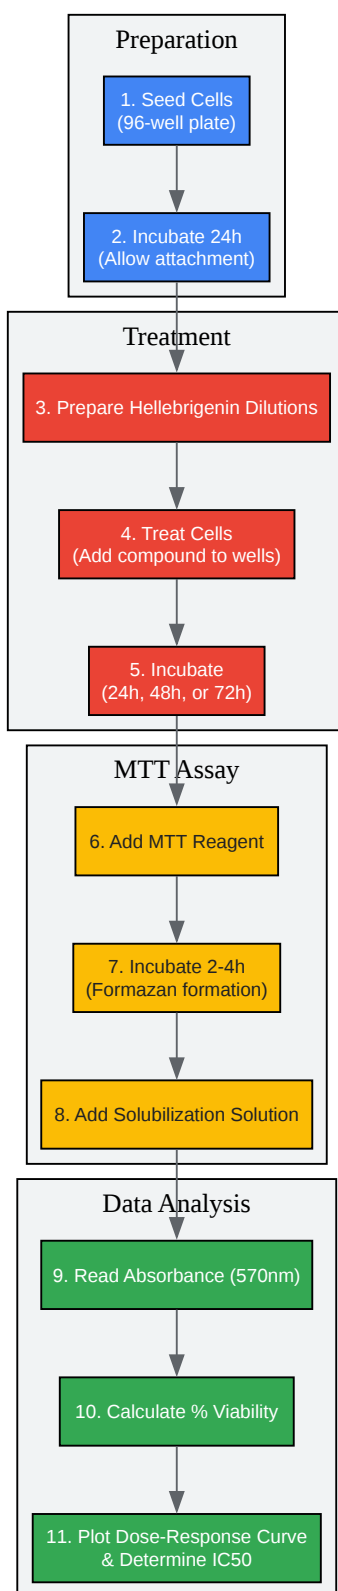 Preparation
1. Seed Cells
(96-well plate)
2. Incubate 24h
(Allow attachment)
Treatment
3. Prepare Hellebrigenin Dilutions
4. Treat Cells
(Add compound to wells)
5. Incubate
(24h, 48h, or 72h)
MTT Assay
6. Add MTT Reagent
7. Incubate 2-4h
(Formazan formation)
8. Add Solubilization Solution
Data Analysis
9. Read Absorbance (570nm)
10. Calculate % Viability
11. Plot Dose-Response Curve
& Determine IC50